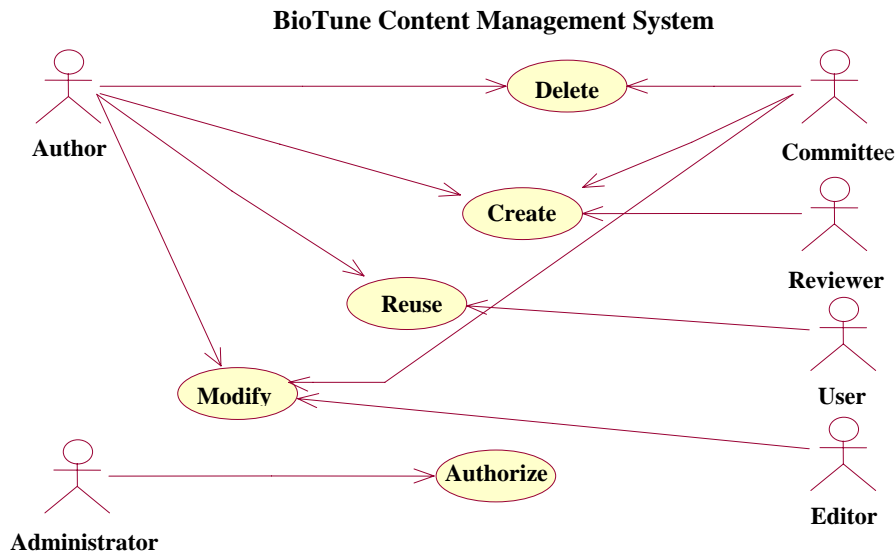 BioTune Content Management System
Delete
Author
Committee
Create
Reviewer
Reuse
User
Modify
Authorize
Editor
Administrator